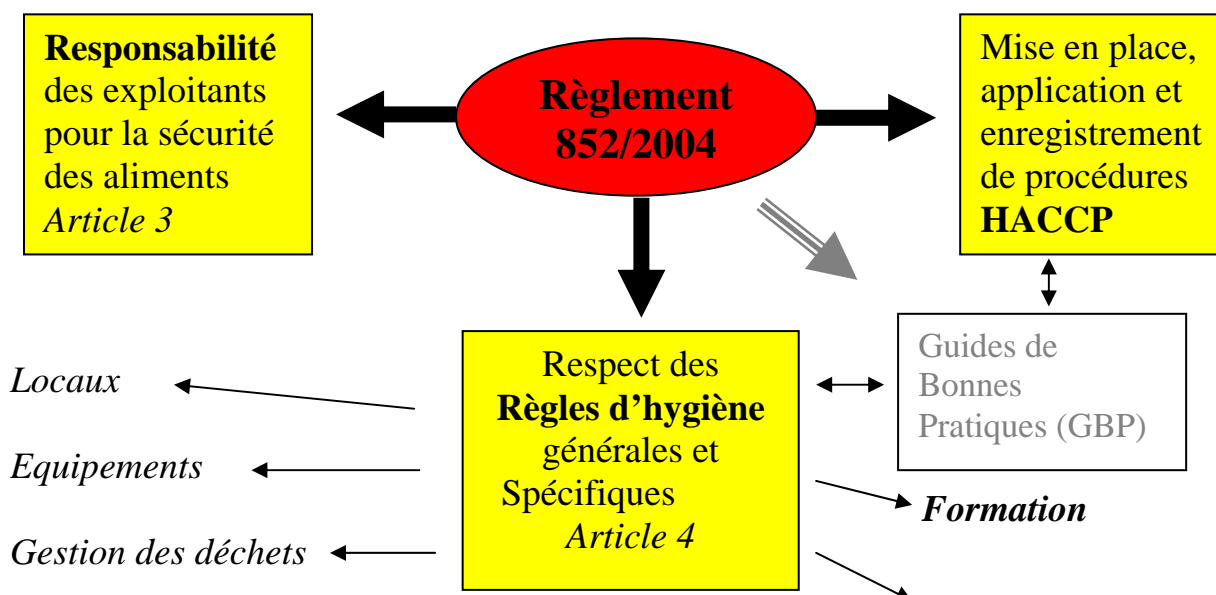 Responsabilité
des exploitants
pour la sécurité
des aliments
Article 3
Règlement
852/2004
Mise en place,
application et
enregistrement
de procédures
HACCP
Guides de
Bonnes
Pratiques (GBP)
Respect des
Règles d’hygiène
générales et
Spécifiques
Article 4
Locaux
Equipements
Gestion des déchets
Formation